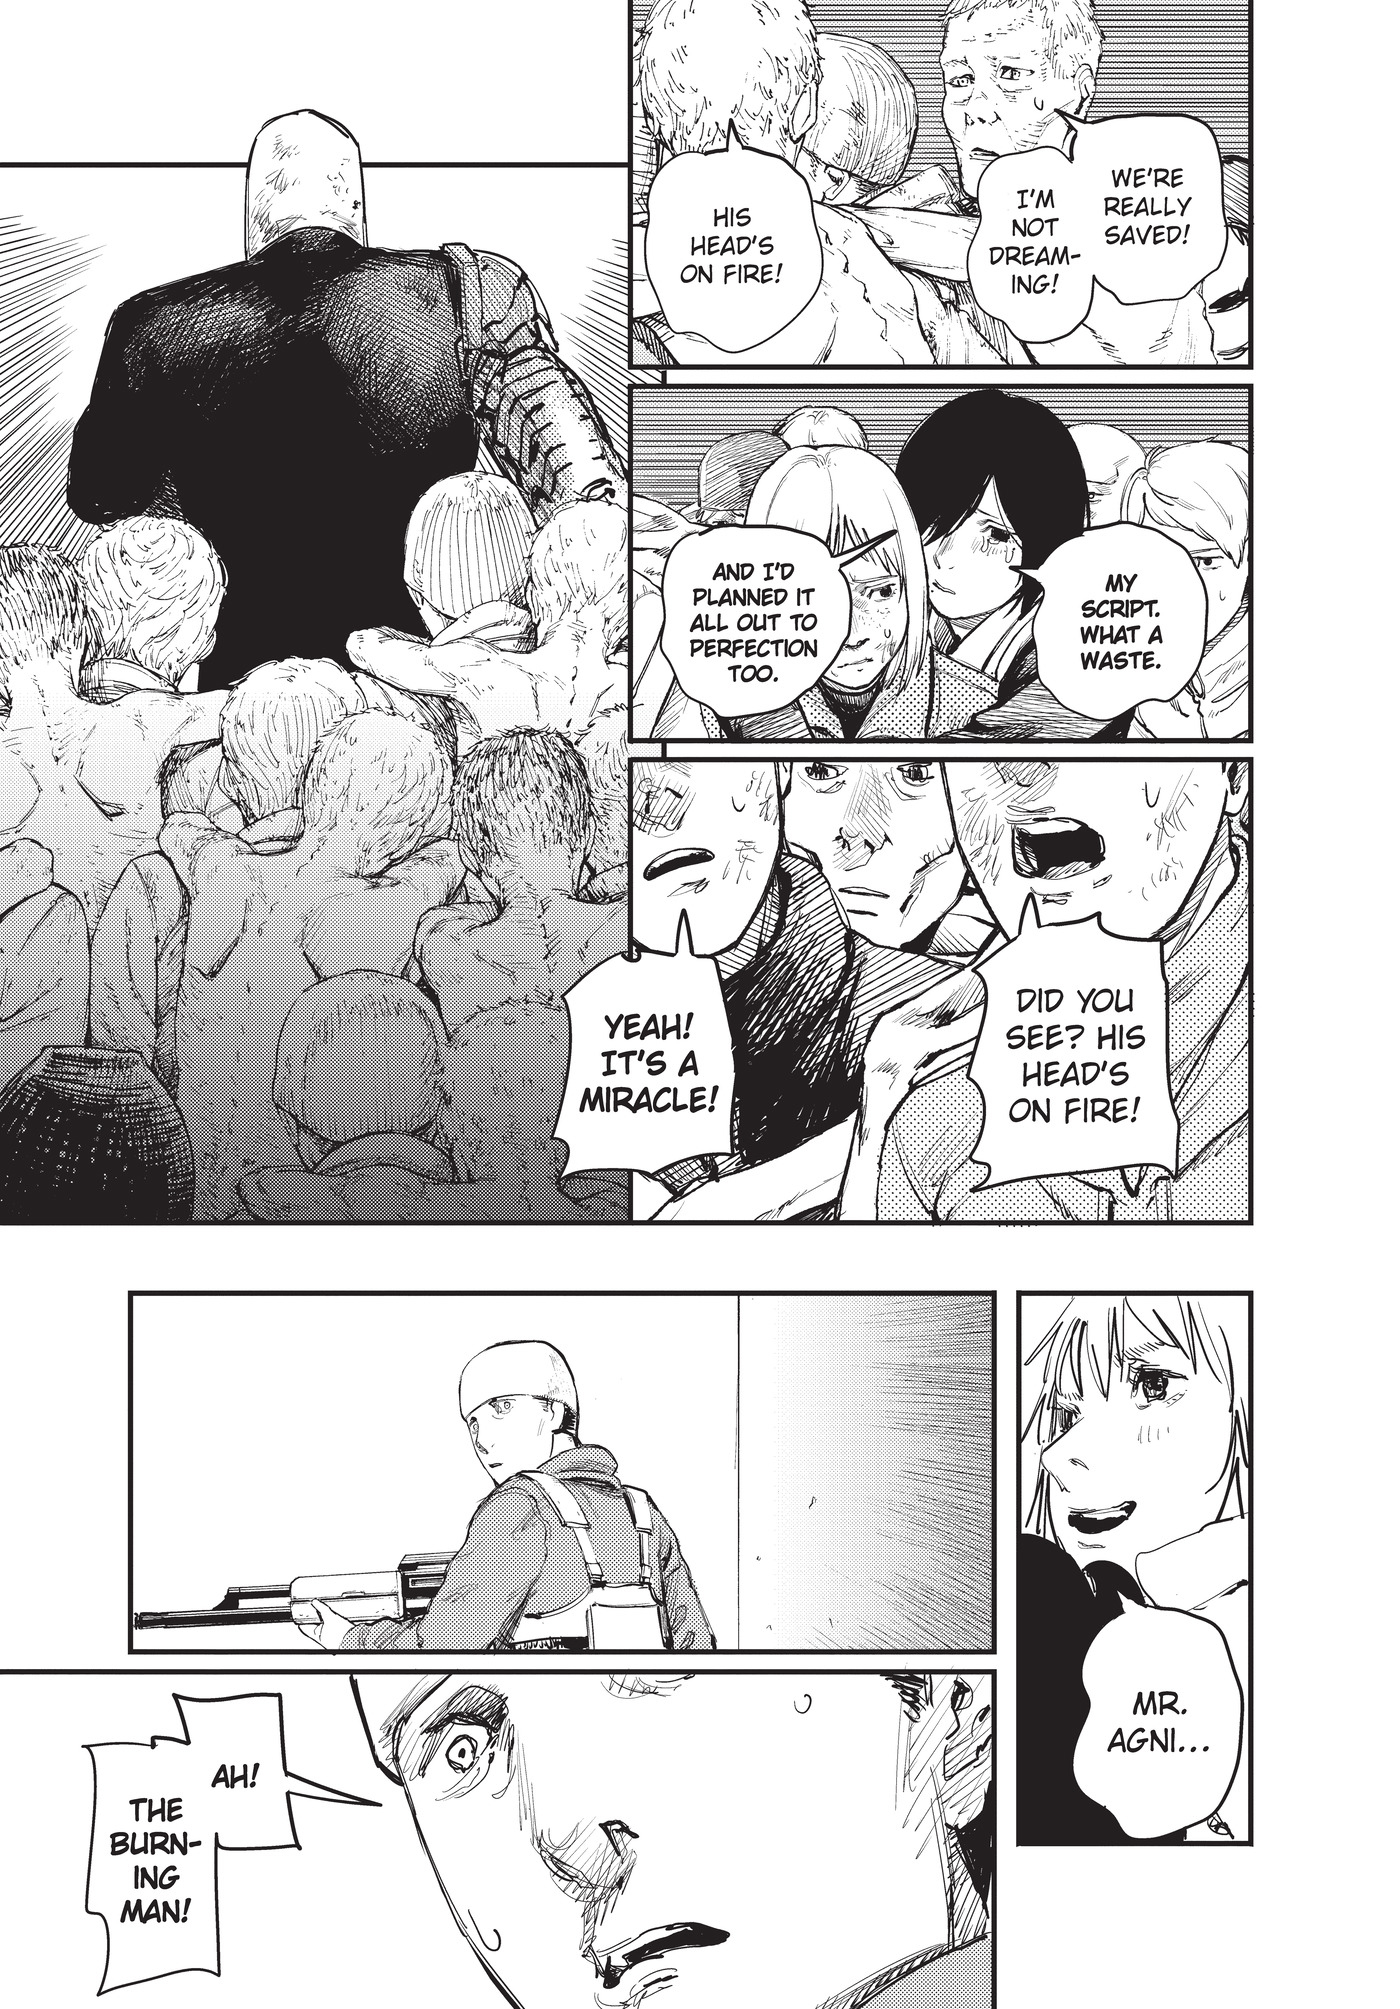 WE'RE
REALLY
SAVED!
I'M
NOT
DREAM-
ING!
HIS
HEAD'S
ON FIRE!
MY
SCRIPT.
WHAT A
WASTE.
AND I'D
PLANNED IT
ALL OUT TO
PERFECTION
TOO.
DID YOU
SEE? HIS
HEAD'S
ON FIRE!
YEAH!
IT'S A
MIRACLE!
MR.
AGNI...
AH!
THE
BURN-
ING
MAN!